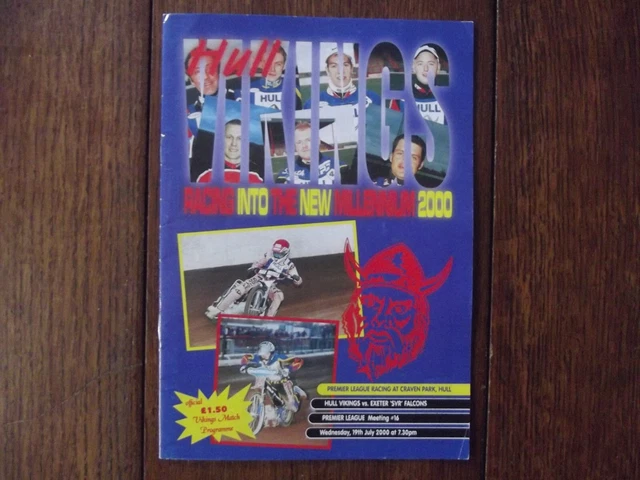 Hull
VIKINGS
HULL
HULL
RACING INTO THE NEW MILLENNIUM 2000
PREMIER LEAGUE RACING AT CRAVEN PARK, HULL
HULL VIKINGS vs. EXETER 'SVR' FALCONS
PREMIER LEAGUE Meeting #16
Wednesday, 19th July 2000 at 7.30pm
official
£1.50
Vikings Match
Programme